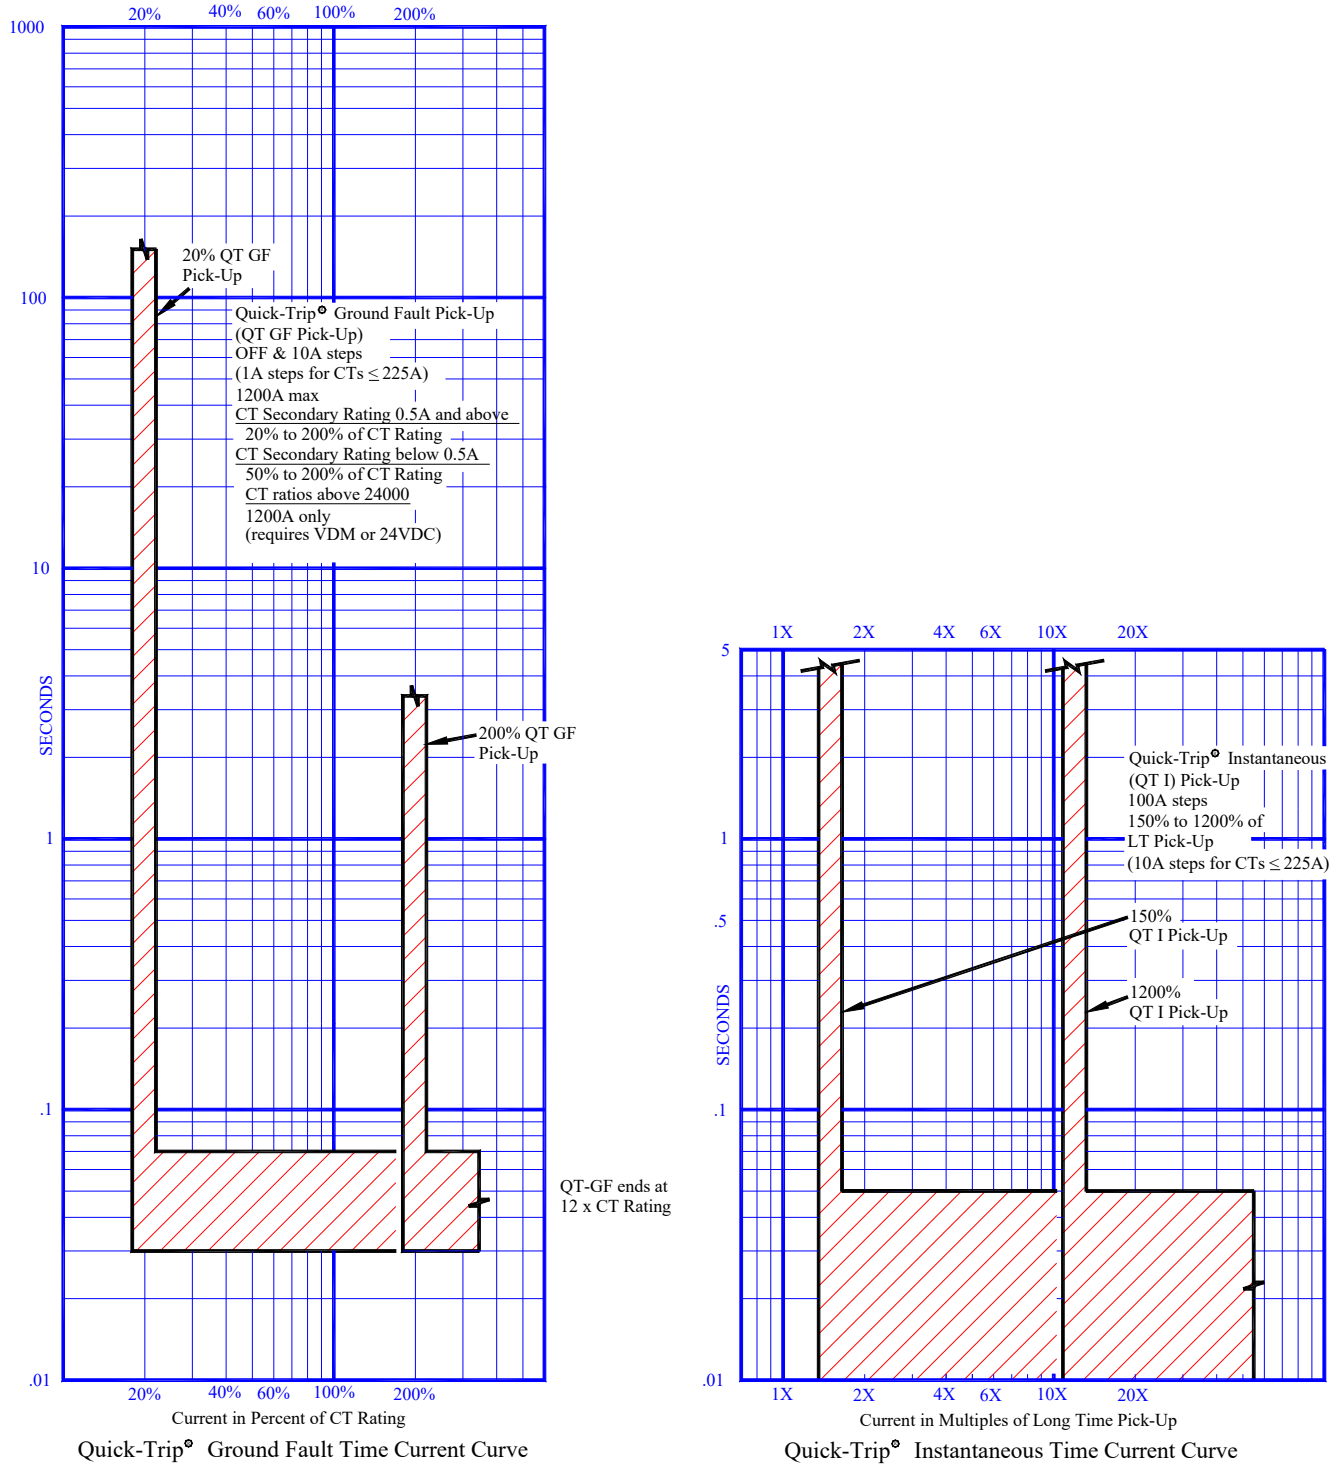 20% 40% 60% 100% 200%
1000
100
10
1
.1
.01
SECONDS
20% QT GF
Pick-Up
Quick-Trip® Ground Fault Pick-Up
(QT GF Pick-Up)
OFF & 10A steps
(1A steps for CTs ≤ 225A)
1200A max
CT Secondary Rating 0.5A and above
20% to 200% of CT Rating
CT Secondary Rating below 0.5A
50% to 200% of CT Rating
CT ratios above 24000
1200A only
(requires VDM or 24VDC)
200% QT GF
Pick-Up
QT-GF ends at
12 x CT Rating
20% 40% 60% 100% 200%
Current in Percent of CT Rating
Quick-Trip® Ground Fault Time Current Curve
1X 2X 4X 6X 10X 20X
5
1
.5
.1
.01
SECONDS
Quick-Trip® Instantaneous
(QT I) Pick-Up
100A steps
150% to 1200% of
LT Pick-Up
(10A steps for CTs ≤ 225A)
150%
QT I Pick-Up
1200%
QT I Pick-Up
1X 2X 4X 6X 10X 20X
Current in Multiples of Long Time Pick-Up
Quick-Trip® Instantaneous Time Current Curve